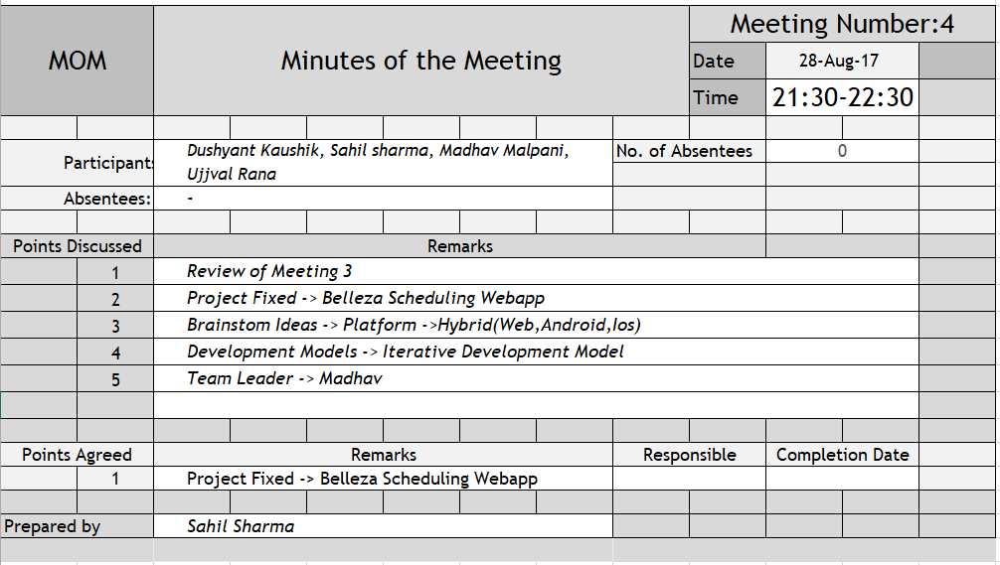 MOM
Minutes of the Meeting
Meeting Number:4
Date 28-Aug-17
Time 21:30-22:30
Participants Dushyant Kaushik, Sahil sharma, Madhav Malpani,
Ujjval Rana
No. of Absentees 0
Absentees: -
Points Discussed Remarks
1 Review of Meeting 3
2 Project Fixed -> Belleza Scheduling Webapp
3 Brainstom Ideas -> Platform ->Hybrid(Web,Android,Ios)
4 Development Models -> Iterative Development Model
5 Team Leader -> Madhav
Points Agreed Remarks Responsible Completion Date
1 Project Fixed -> Belleza Scheduling Webapp
Prepared by Sahil Sharma